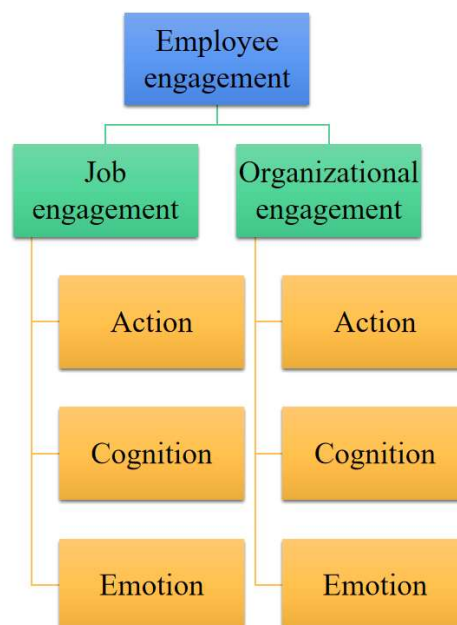 Employee
engagement
Job
engagement
Organizational
engagement
Action
Action
Cognition
Cognition
Emotion
Emotion